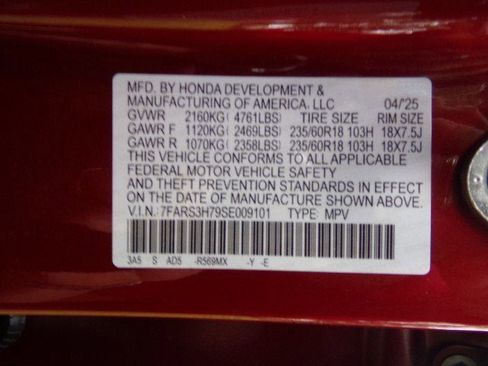 MFD. BY HONDA DEVELOPMENT &
MANUFACTURING OF AMERICA, LLC 04/'25
GVWR 2160KG( 4761LBS) TIRE SIZE RIM SIZE
GAWR F 1120KG( 2469LBS) 235/60R18 103H 18X7.5J
GAWR R 1070KG( 2358LBS) 235/60R18 103H 18X7.5J
THIS VEHICLE CONFORMS TO ALL APPLICABLE
FEDERAL MOTOR VEHICLE SAFETY
AND THEFT PREVENTION STANDARDS IN EFFECT
ON THE DATE OF MANUFACTURE SHOWN ABOVE.
V.I.N.: 7FARS3H79SE009101 TYPE: MPV
3A5 S AD5 -R569MX -Y -E